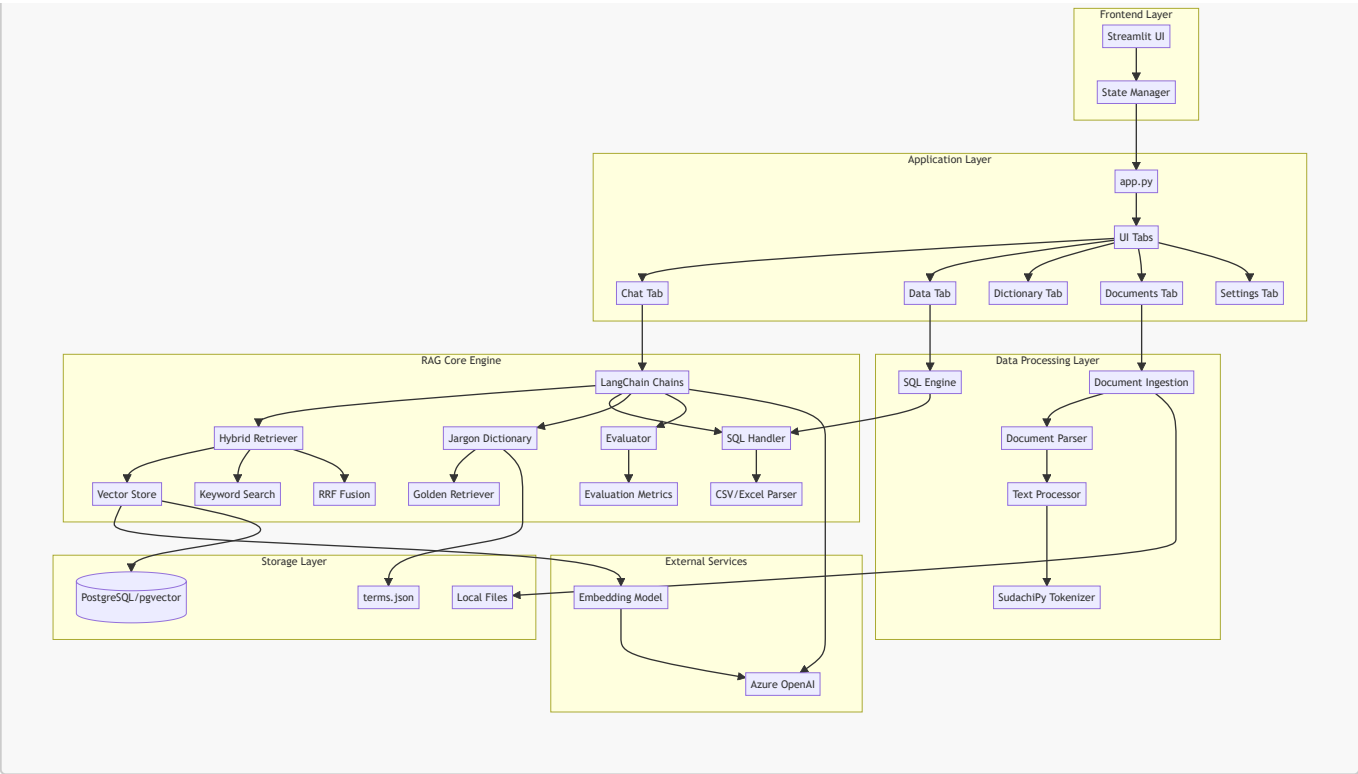 Frontend Layer
Streamlit UI
State Manager
Application Layer
app.py
UI Tabs
Chat Tab
Data Tab
Dictionary Tab
Documents Tab
Settings Tab
RAG Core Engine
LangChain Chains
Hybrid Retriever
Jargon Dictionary
Evaluator
SQL Handler
Vector Store
Keyword Search
RRF Fusion
Golden Retriever
Evaluation Metrics
CSV/Excel Parser
Data Processing Layer
SQL Engine
Document Ingestion
Document Parser
Text Processor
SudachiPy Tokenizer
Storage Layer
PostgreSQL/pgvector
terms.json
Local Files
External Services
Embedding Model
Azure OpenAI